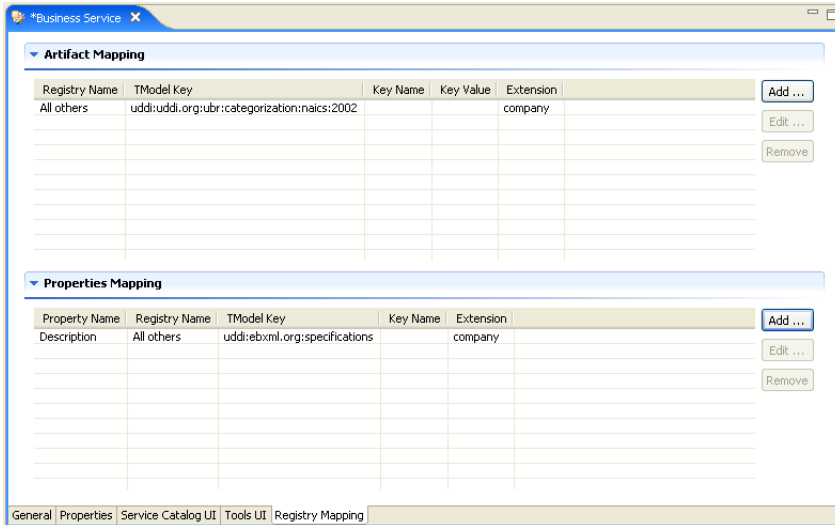 *Business Service
Artifact Mapping
Registry Name TModel Key Key Name Key Value Extension
All others uddi:uddi.org:ubr:categorization:naics:2002 company
Add ...
Edit ...
Remove
Properties Mapping
Property Name Registry Name TModel Key Key Name Extension
Description All others uddi:ebxml.org:specifications company
Add ...
Edit ...
Remove
General Properties Service Catalog UI Tools UI Registry Mapping